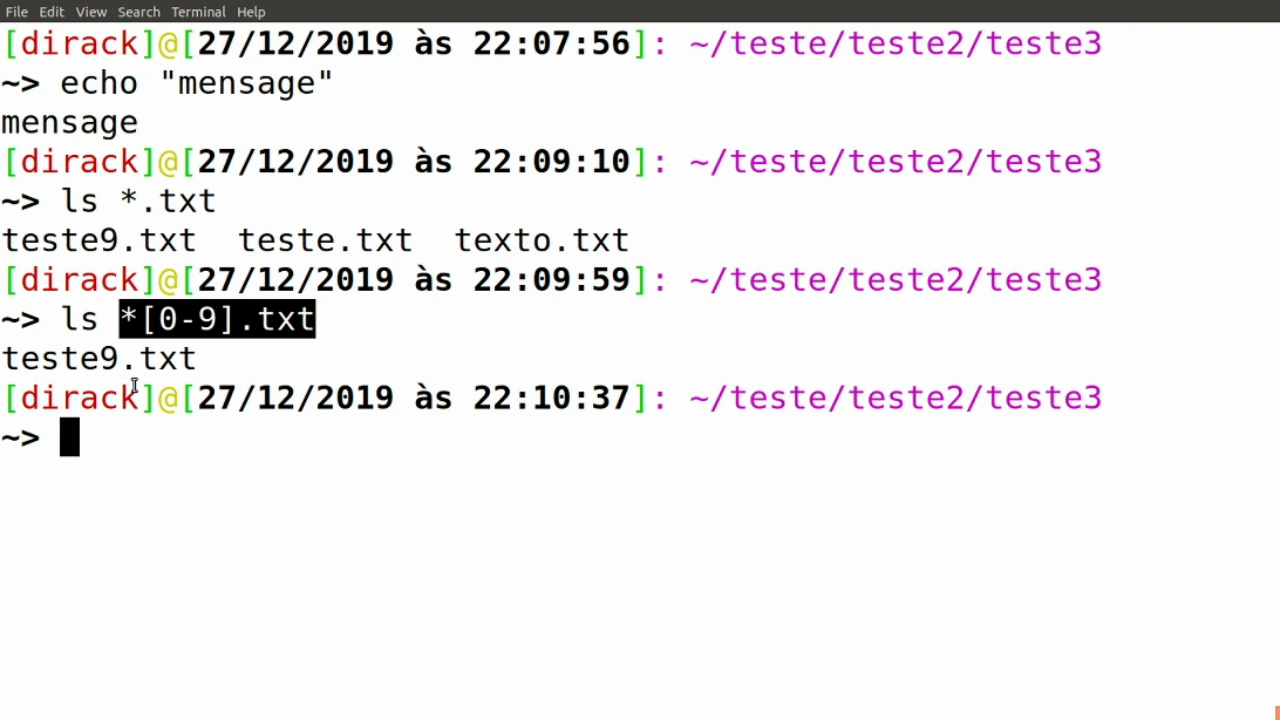 File Edit View Search Terminal Help
[dirack]@[27/12/2019 às 22:07:56]: ~/teste/teste2/teste3
~> echo "mensage"
mensage
[dirack]@[27/12/2019 às 22:09:10]: ~/teste/teste2/teste3
~> ls *.txt
teste9.txt  teste.txt  texto.txt
[dirack]@[27/12/2019 às 22:09:59]: ~/teste/teste2/teste3
~> ls *[0-9].txt
teste9.txt
[dirack]@[27/12/2019 às 22:10:37]: ~/teste/teste2/teste3
~>